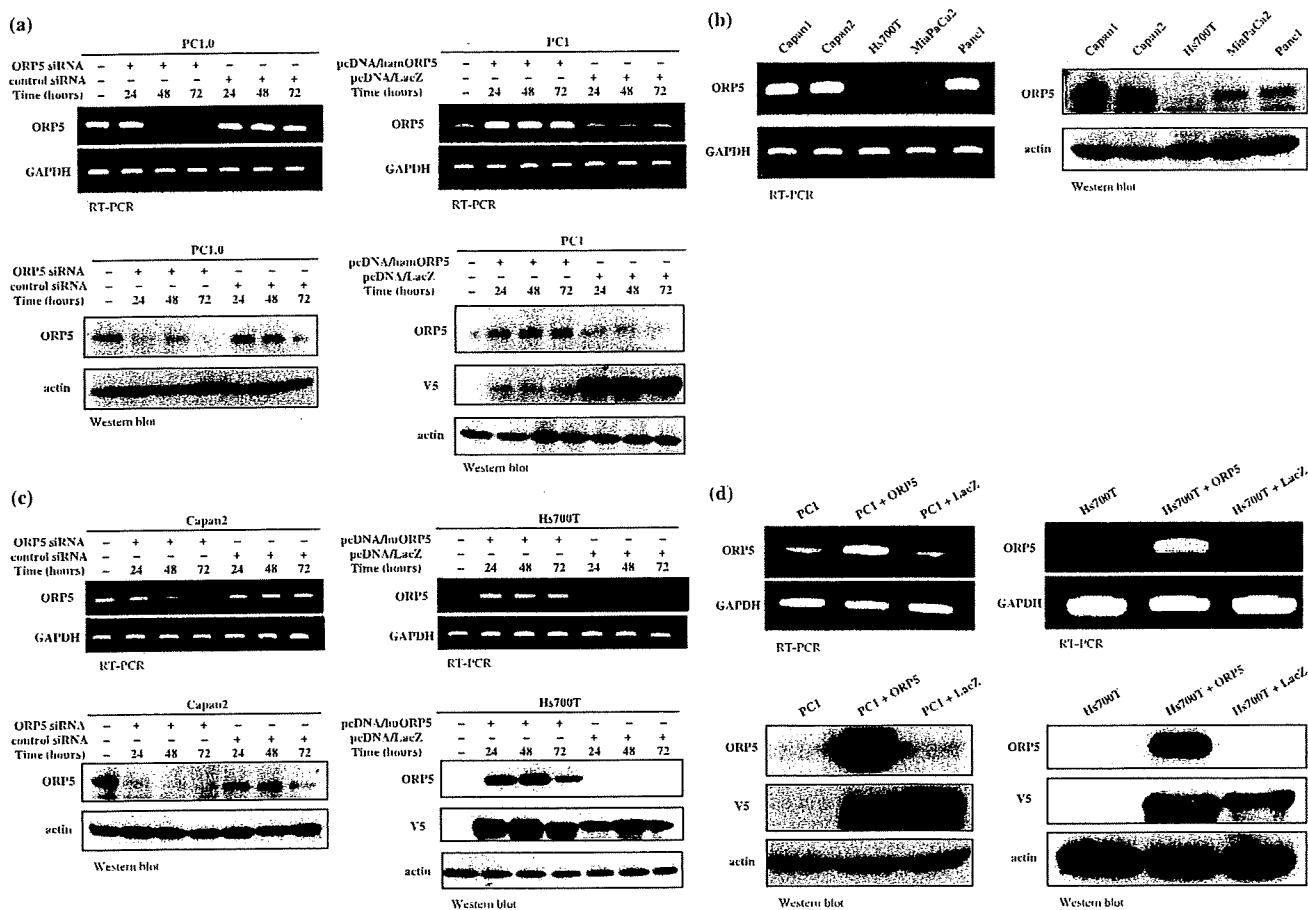 (a)
PC1.0
ORP5 siRNA – + + + – – –
control siRNA – – – – + + +
Time (hours) – 24 48 72 24 48 72
ORP5
GAPDH
RT-PCR
PC1
pcDNA/hamORP5 – + + + – – –
pcDNA/LacZ – – – – + + +
Time (hours) – 24 48 72 24 48 72
ORP5
GAPDH
RT-PCR
PC1.0
ORP5 siRNA – + + + – – –
control siRNA – – – – + + +
Time (hours) – 24 48 72 24 48 72
ORP5
actin
Western blot
PC1
pcDNA/hamORP5 – + + + – – –
pcDNA/LacZ – – – – + + +
Time (hours) – 24 48 72 24 48 72
ORP5
V5
actin
Western blot
(b)
Capan1 Capan2 Hs700T MiaPaCa2 Panc1
ORP5
GAPDH
RT-PCR
Capan1 Capan2 Hs700T MiaPaCa2 Panc1
ORP5
actin
Western blot
(c)
Capan2
ORP5 siRNA – + + + – – –
control siRNA – – – – + + +
Time (hours) – 24 48 72 24 48 72
ORP5
GAPDH
RT-PCR
Hs700T
pcDNA/huORP5 – + + + – – –
pcDNA/LacZ – – – – + + +
Time (hours) – 24 48 72 24 48 72
ORP5
GAPDH
RT-PCR
Capan2
ORP5 siRNA – + + + – – –
control siRNA – – – – + + +
Time (hours) – 24 48 72 24 48 72
ORP5
actin
Western blot
Hs700T
pcDNA/huORP5 – + + + – – –
pcDNA/LacZ – – – – + + +
Time (hours) – 24 48 72 24 48 72
ORP5
V5
actin
Western blot
(d)
PC1 PC1 + ORP5 PC1 + LacZ
ORP5
GAPDH
RT-PCR
Hs700T Hs700T + ORP5 Hs700T + LacZ
ORP5
GAPDH
RT-PCR
PC1 PC1 + ORP5 PC1 + LacZ
ORP5
V5
actin
Western blot
Hs700T Hs700T + ORP5 Hs700T + LacZ
ORP5
V5
actin
Western blot